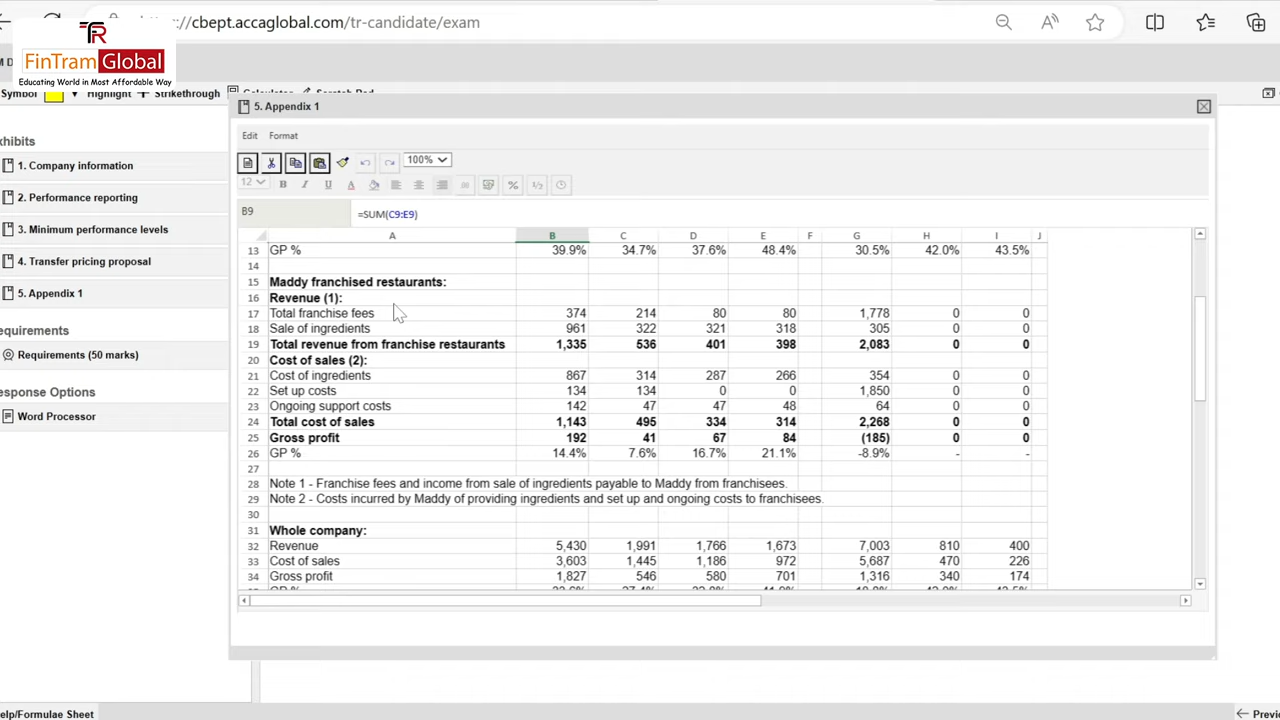 https://cbept.accaglobal.com/tr-candidate/exam
FR
FinTram Global
Educating World in Most Affordable Way
Symbol Highlight Strikethrough Calculator Scratch Pad
xhibits
1. Company information
2. Performance reporting
3. Minimum performance levels
4. Transfer pricing proposal
5. Appendix 1
equirements
Requirements (50 marks)
esponse Options
Word Processor
elp/Formulae Sheet
5. Appendix 1
Edit Format
100%
12 B I U A %
B9 =SUM(C9:E9)
A B C D E F G H I J
13 GP % 39.9% 34.7% 37.6% 48.4% 30.5% 42.0% 43.5%
14
15 Maddy franchised restaurants:
16 Revenue (1):
17 Total franchise fees 374 214 80 80 1,778 0 0
18 Sale of ingredients 961 322 321 318 305 0 0
19 Total revenue from franchise restaurants 1,335 536 401 398 2,083 0 0
20 Cost of sales (2):
21 Cost of ingredients 867 314 287 266 354 0 0
22 Set up costs 134 134 0 0 1,850 0 0
23 Ongoing support costs 142 47 47 48 64 0 0
24 Total cost of sales 1,143 495 334 314 2,268 0 0
25 Gross profit 192 41 67 84 (185) 0 0
26 GP % 14.4% 7.6% 16.7% 21.1% -8.9% - -
27
28 Note 1 - Franchise fees and income from sale of ingredients payable to Maddy from franchisees.
29 Note 2 - Costs incurred by Maddy of providing ingredients and set up and ongoing costs to franchisees.
30
31 Whole company:
32 Revenue 5,430 1,991 1,766 1,673 7,003 810 400
33 Cost of sales 3,603 1,445 1,186 972 5,687 470 226
34 Gross profit 1,827 546 580 701 1,316 340 174
Previo